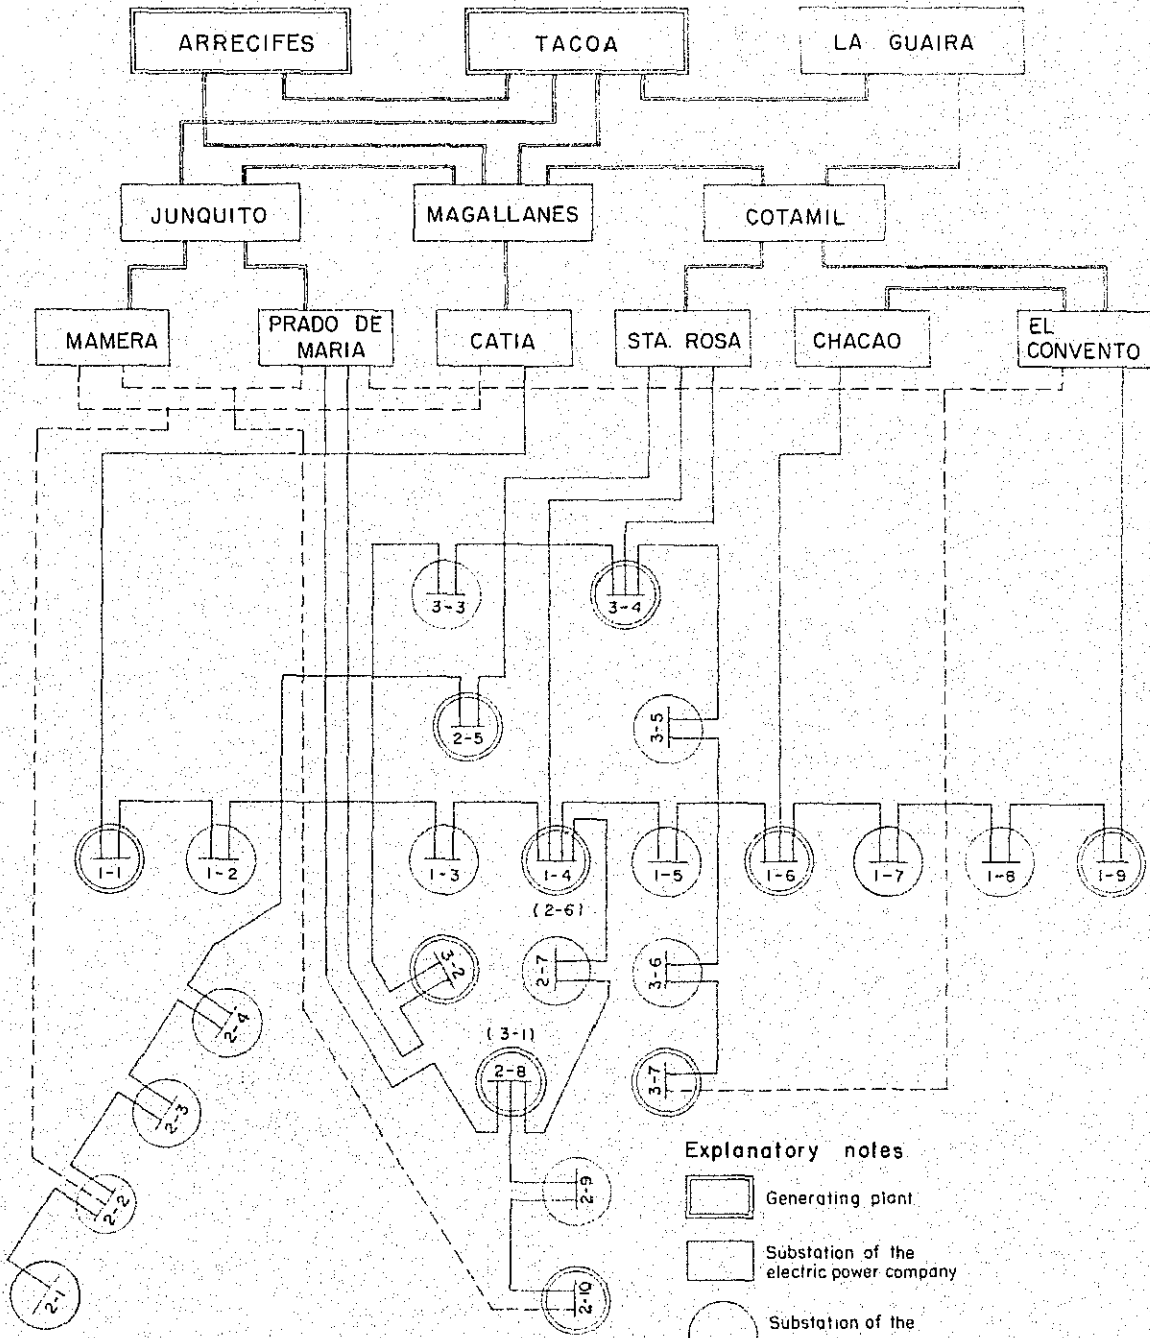 ARRECIFES
TACOA
LA GUAIRA
JUNQUITO
MAGALLANES
COTAMIL
MAMERA
PRADO DE
MARIA
CATIA
STA. ROSA
CHACAO
EL
CONVENTO
3-3
3-4
2-5
3-5
1-1
1-2
1-3
1-4
1-5
1-6
1-7
1-8
1-9
(2-6)
3-2
2-7
3-6
2-4
(3-1)
2-8
3-7
2-3
2-2
2-9
2-1
2-10
Explanatory notes
Generating plant
Substation of the
electric power company
Substation of the